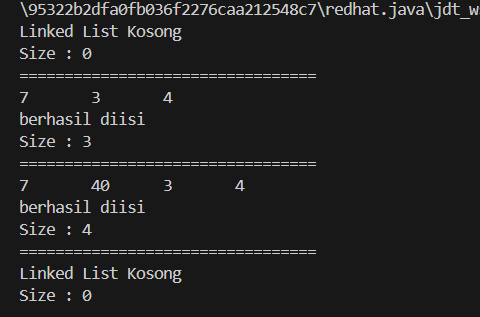 \95322b2dfa0fb036f2276caa212548c7\redhat.java\jdt_w
Linked List Kosong
Size : 0
=================================
7       3       4
berhasil diisi
Size : 3
=================================
7       40      3       4
berhasil diisi
Size : 4
=================================
Linked List Kosong
Size : 0